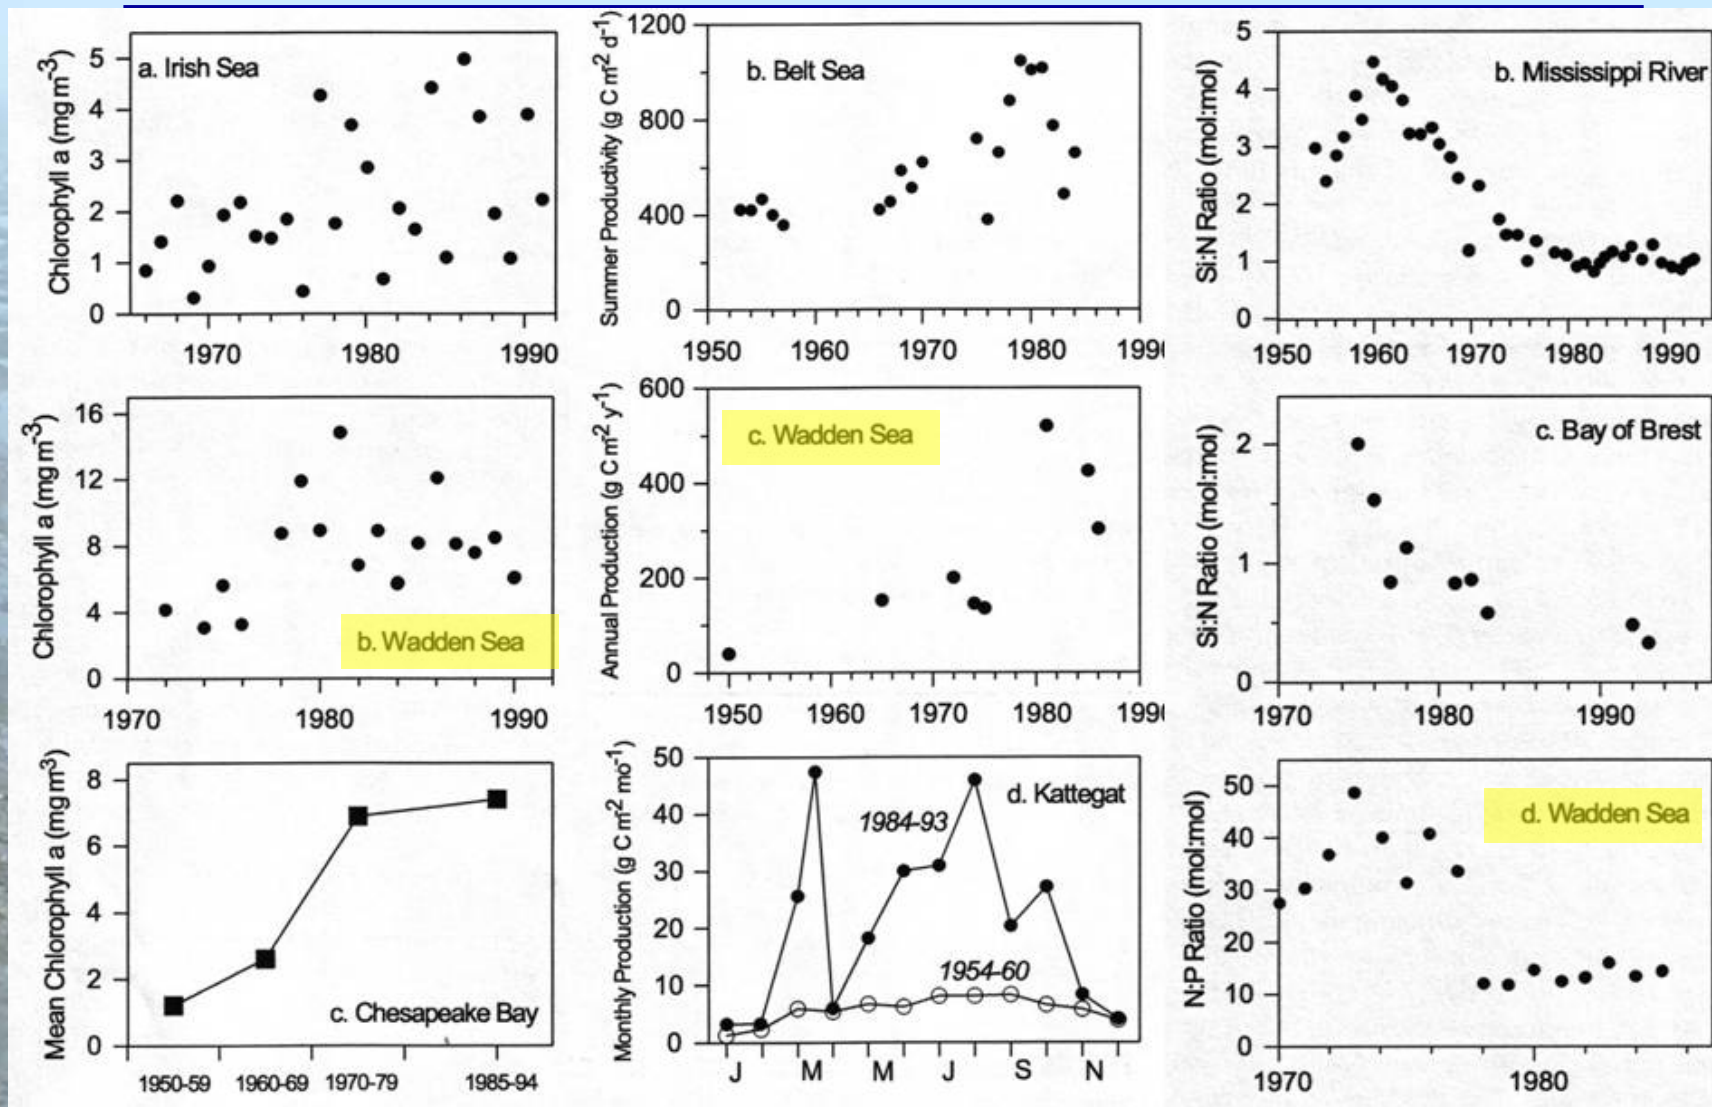 Chlorophyll a (mg m⁻³)
5
4
3
2
1
0
a. Irish Sea
1970 1980 1990
Summer Productivity (g C m² d⁻¹)
1200
800
400
0
b. Belt Sea
1950 1960 1970 1980 1990
Si:N Ratio (mol:mol)
5
4
3
2
1
0
b. Mississippi River
1950 1960 1970 1980 1990
Chlorophyll a (mg m⁻³)
16
12
8
4
0
b. Wadden Sea
1970 1980 1990
Annual Production (g C m² y⁻¹)
600
400
200
0
c. Wadden Sea
1950 1960 1970 1980 1990
Si:N Ratio (mol:mol)
2
1
0
c. Bay of Brest
1970 1980 1990
Mean Chlorophyll a (mg m³)
8
6
4
2
0
c. Chesapeake Bay
1950-59 1960-69 1970-79 1985-94
Monthly Production (g C m² mo⁻¹)
50
40
30
20
10
0
d. Kattegat
1984-93
1954-60
J M M J S N
N:P Ratio (mol:mol)
50
40
30
20
10
0
d. Wadden Sea
1970 1980